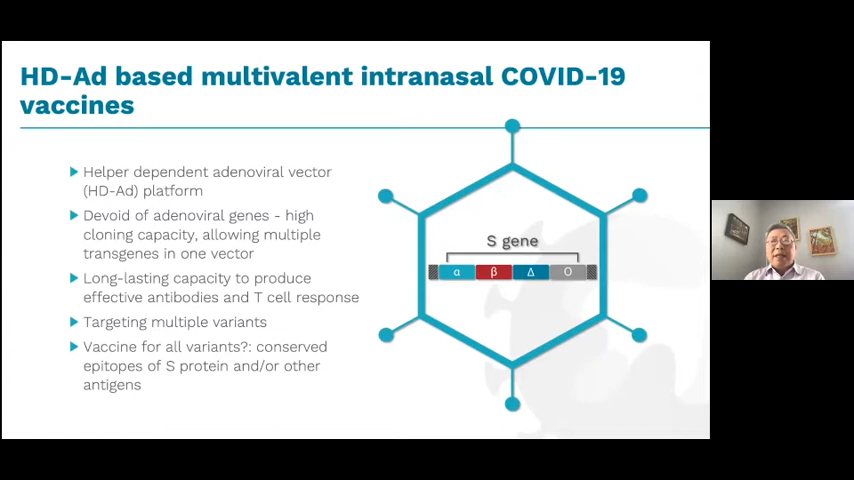 HD-Ad based multivalent intranasal COVID-19
vaccines
Helper dependent adenoviral vector
(HD-Ad) platform
Devoid of adenoviral genes - high
cloning capacity, allowing multiple
transgenes in one vector
Long-lasting capacity to produce
effective antibodies and T cell response
Targeting multiple variants
Vaccine for all variants?: conserved
epitopes of S protein and/or other
antigens
S gene
α β Δ O